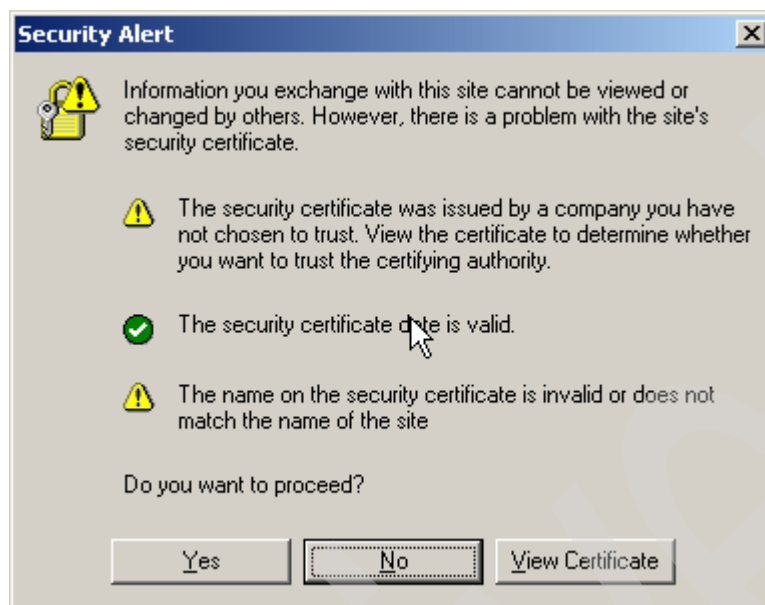 Security Alert
Information you exchange with this site cannot be viewed or
changed by others. However, there is a problem with the site's
security certificate.
The security certificate was issued by a company you have
not chosen to trust. View the certificate to determine whether
you want to trust the certifying authority.
The security certificate date is valid.
The name on the security certificate is invalid or does not
match the name of the site
Do you want to proceed?
Yes No View Certificate